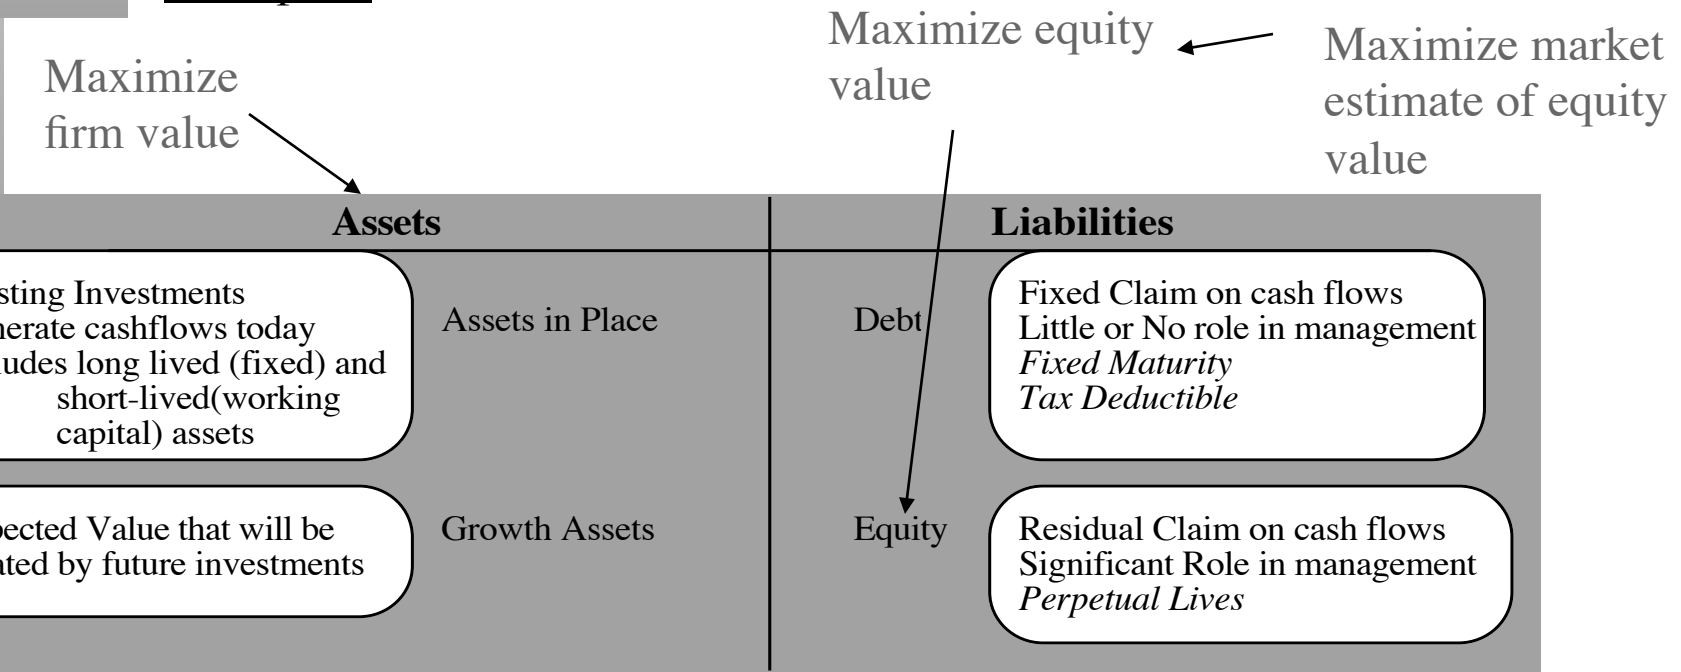 Maximize
firm value
Maximize equity
value
Maximize market
estimate of equity
value
Assets
Liabilities
sting Investments
nerate cashflows today
ludes long lived (fixed) and
short-lived(working
capital) assets
Assets in Place
Debt
Fixed Claim on cash flows
Little or No role in management
Fixed Maturity
Tax Deductible
pected Value that will be
ated by future investments
Growth Assets
Equity
Residual Claim on cash flows
Significant Role in management
Perpetual Lives